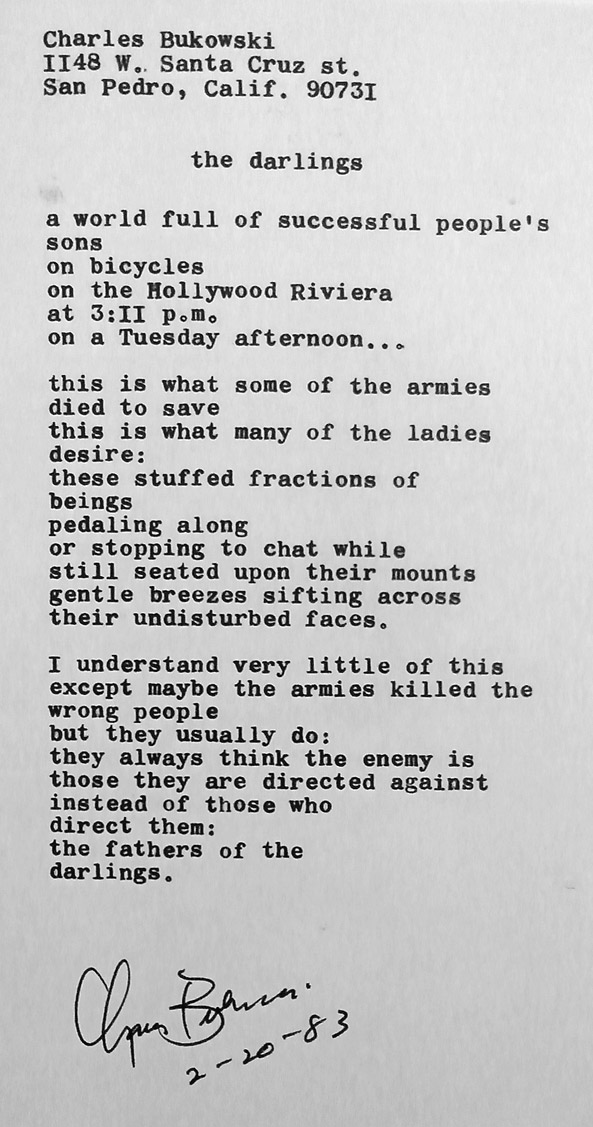 Charles Bukowski
II48 W. Santa Cruz st.
San Pedro, Calif. 9073I
the darlings
a world full of successful people's
sons
on bicycles
on the Hollywood Riviera
at 3:II p.m.
on a Tuesday afternoon...
this is what some of the armies
died to save
this is what many of the ladies
desire:
these stuffed fractions of
beings
pedaling along
or stopping to chat while
still seated upon their mounts
gentle breezes sifting across
their undisturbed faces.
I understand very little of this
except maybe the armies killed the
wrong people
but they usually do:
they always think the enemy is
those they are directed against
instead of those who
direct them:
the fathers of the
darlings.
Charles Bukowski
2-20-83